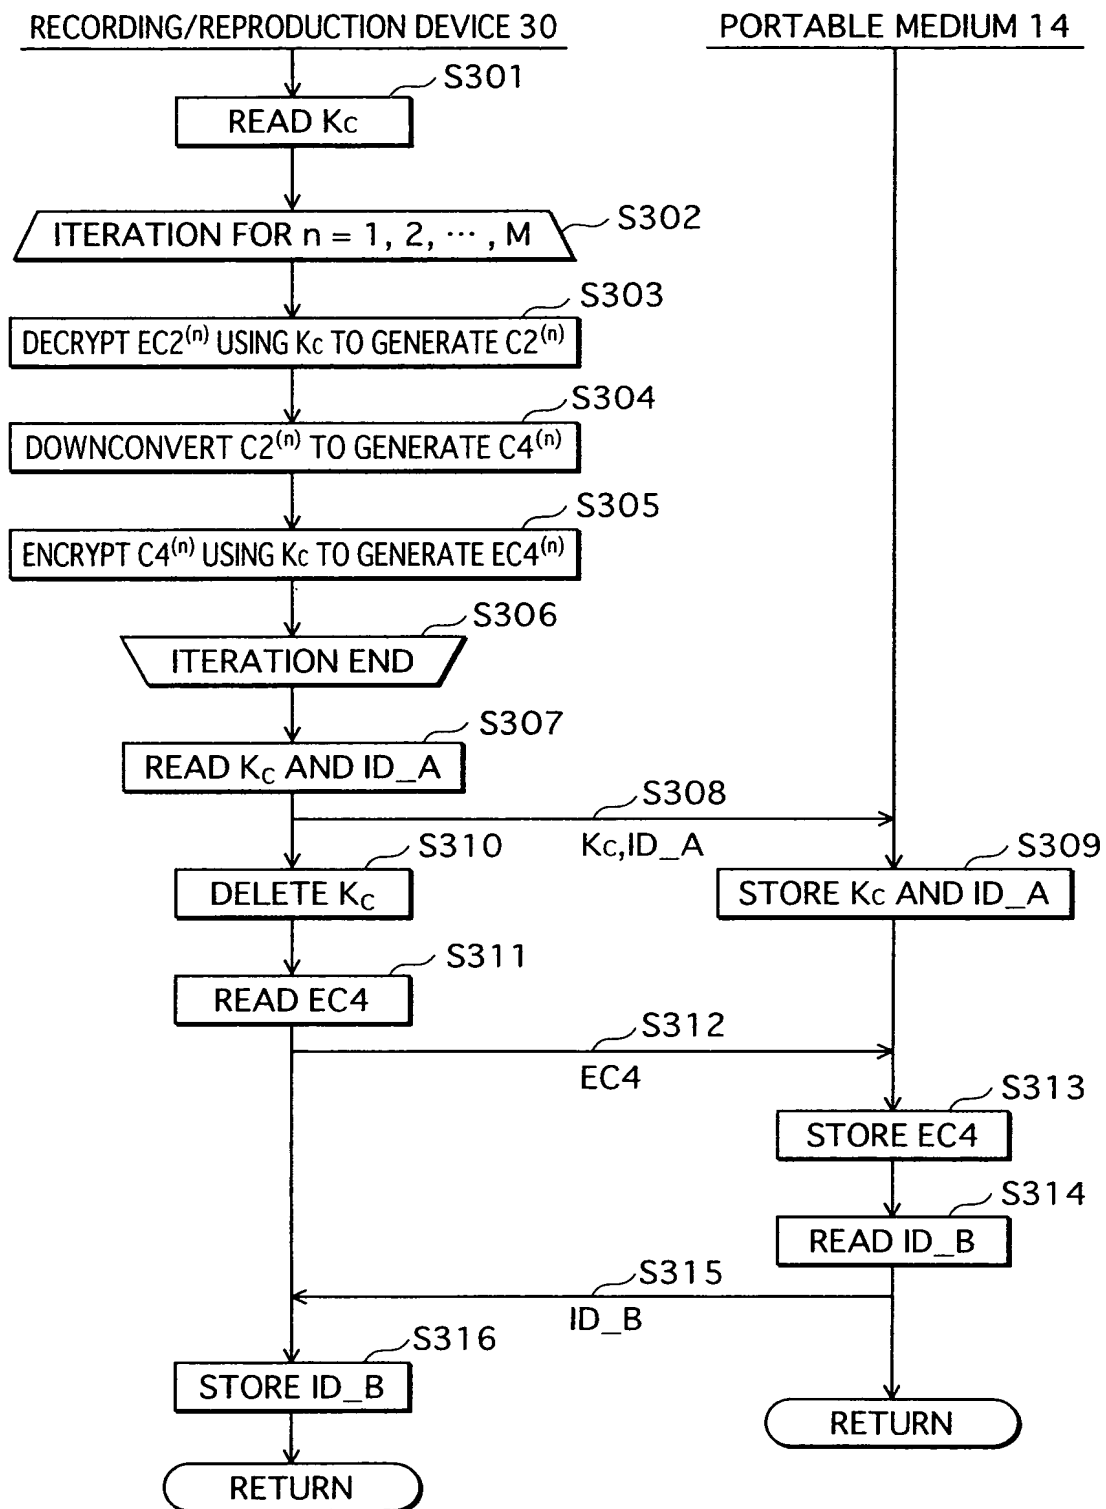 RECORDING/REPRODUCTION DEVICE 30
PORTABLE MEDIUM 14
S301
READ Kc
S302
ITERATION FOR n = 1, 2, ⋯ , M
S303
DECRYPT EC2(n) USING Kc TO GENERATE C2(n)
S304
DOWNCONVERT C2(n) TO GENERATE C4(n)
S305
ENCRYPT C4(n) USING Kc TO GENERATE EC4(n)
S306
ITERATION END
S307
READ Kc AND ID_A
S308
Kc,ID_A
S310
DELETE Kc
S309
STORE Kc AND ID_A
S311
READ EC4
S312
EC4
S313
STORE EC4
S314
READ ID_B
S315
ID_B
S316
STORE ID_B
RETURN
RETURN